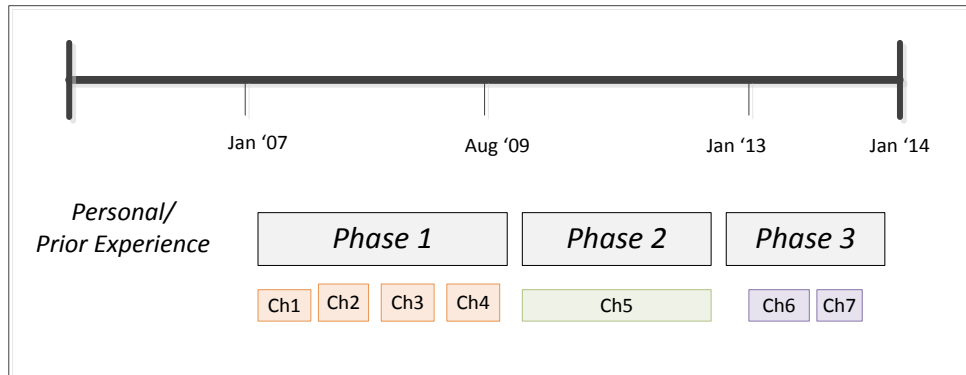 Jan ‘07
Aug ‘09
Jan ‘13
Jan ‘14
Personal/
Prior Experience
Phase 1
Phase 2
Phase 3
Ch1
Ch2
Ch3
Ch4
Ch5
Ch6
Ch7